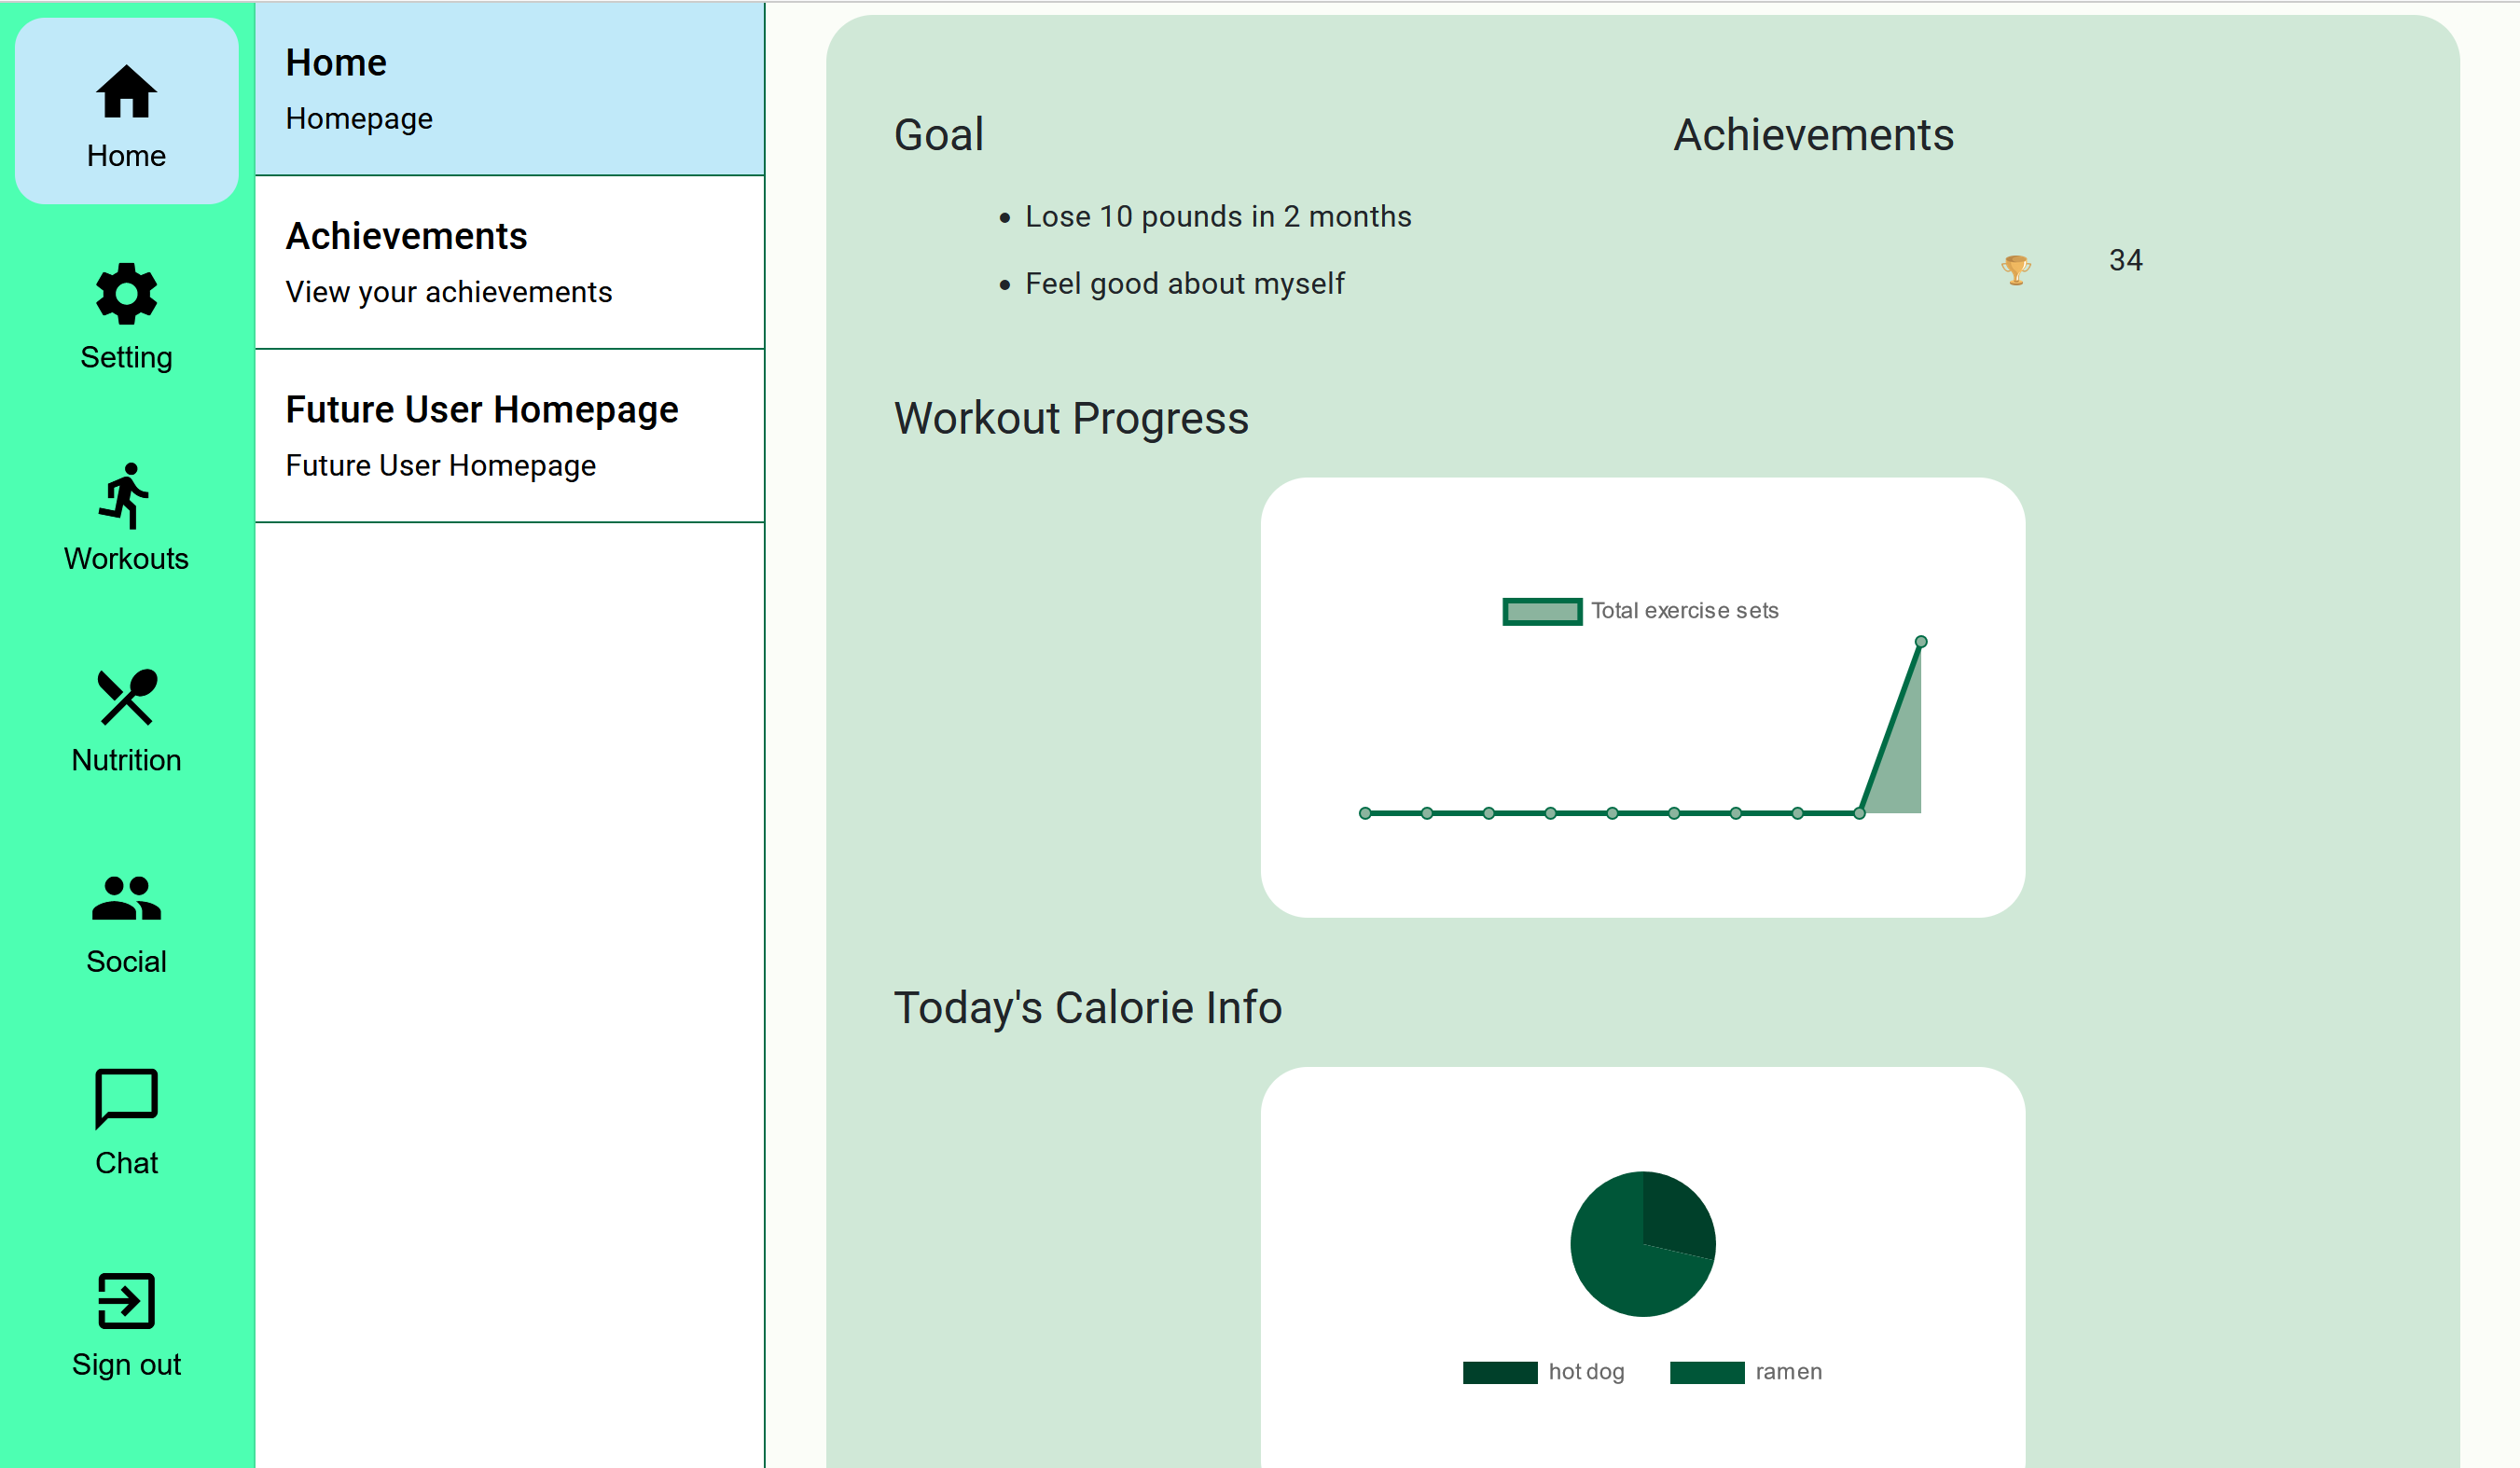 Home
Setting
Workouts
Nutrition
Social
Chat
Sign out
Home
Homepage
Achievements
View your achievements
Future User Homepage
Future User Homepage
Goal
Lose 10 pounds in 2 months
Feel good about myself
Achievements
34
Workout Progress
Total exercise sets
Today's Calorie Info
hot dog
ramen